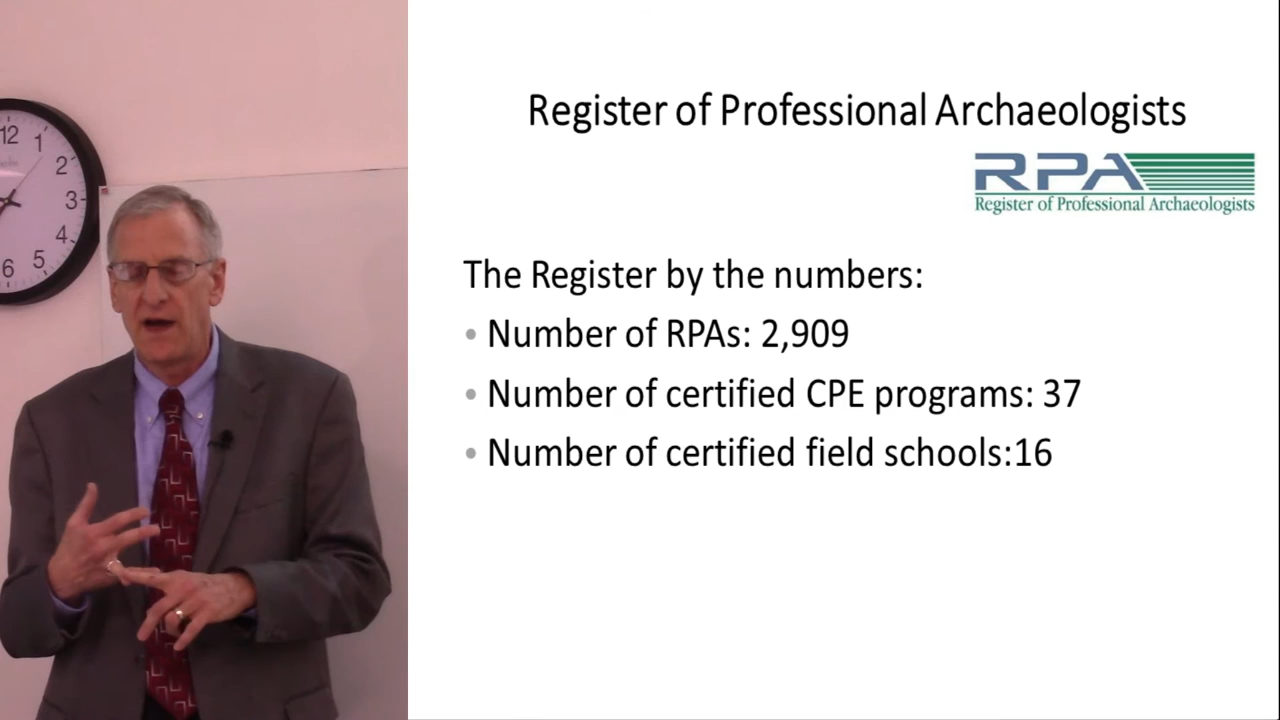 12
1
2
3
4
5
6
Register of Professional Archaeologists
RPA
Register of Professional Archaeologists
The Register by the numbers:
• Number of RPAs: 2,909
• Number of certified CPE programs: 37
• Number of certified field schools:16